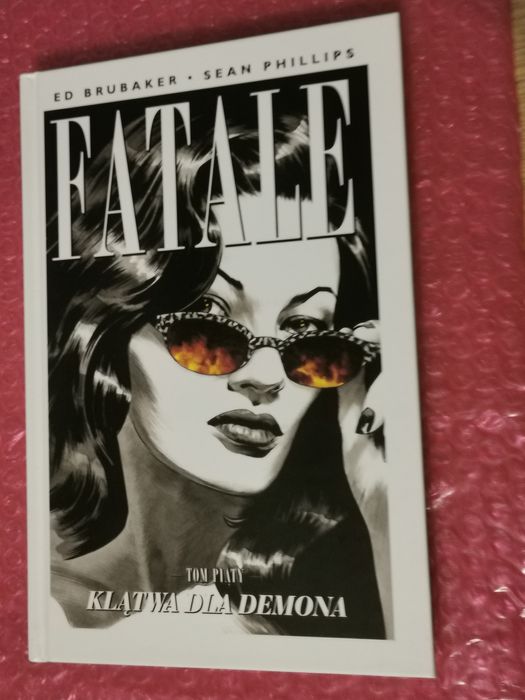 ED BRUBAKER • SEAN PHILLIPS
FATALE
TOM PIĄTY
KLĄTWA DLA DEMONA